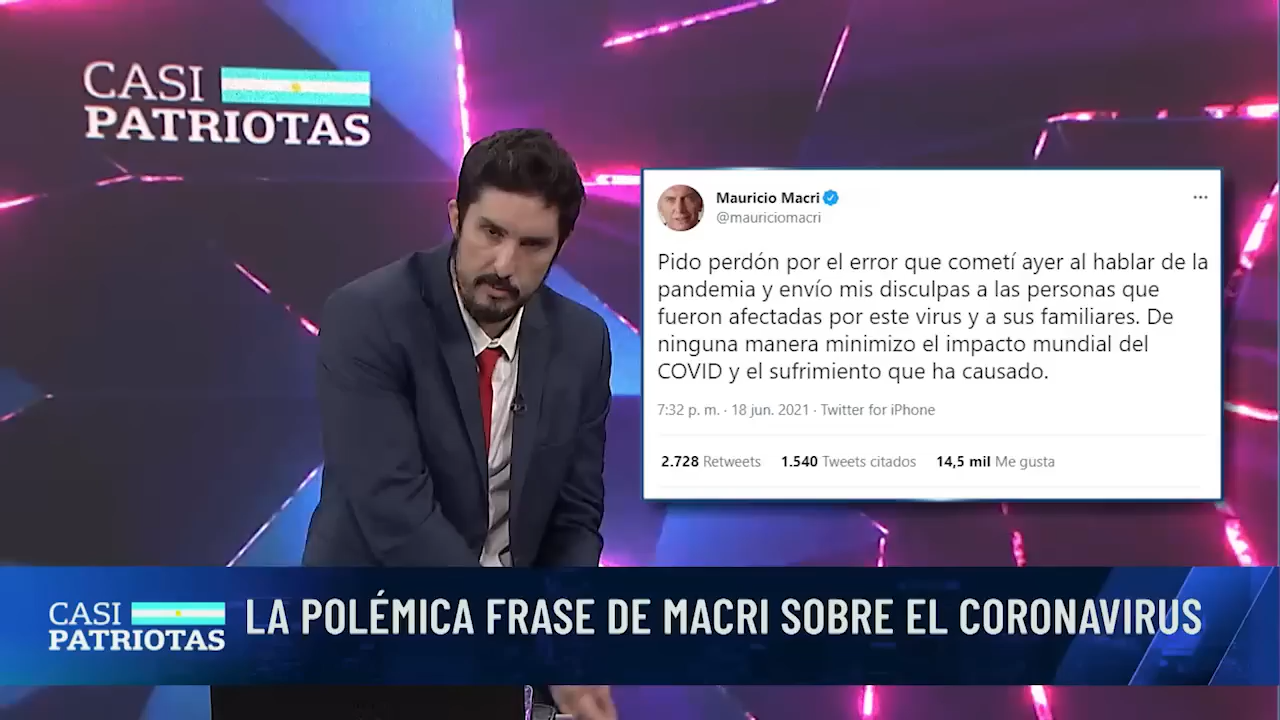 CASI
PATRIOTAS
Mauricio Macri
@mauriciomacri
Pido perdón por el error que cometí ayer al hablar de la
pandemia y envío mis disculpas a las personas que
fueron afectadas por este virus y a sus familiares. De
ninguna manera minimizo el impacto mundial del
COVID y el sufrimiento que ha causado.
7:32 p. m. · 18 jun. 2021 · Twitter for iPhone
2.728 Retweets 1.540 Tweets citados 14,5 mil Me gusta
CASI
PATRIOTAS
LA POLÉMICA FRASE DE MACRI SOBRE EL CORONAVIRUS